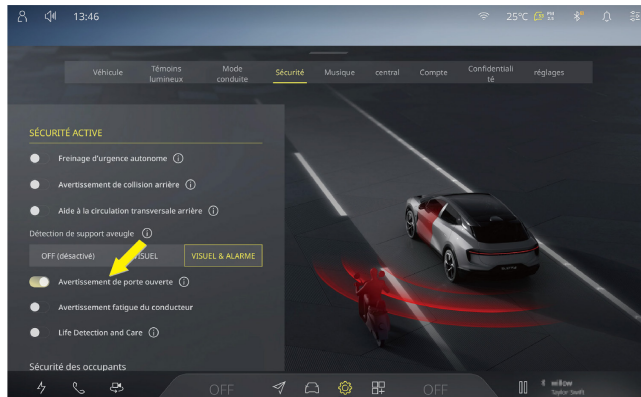 13:46
25°C
Véhicule
Témoins
lumineux
Mode
conduite
Sécurité
Musique
central
Compte
Confidentiali
té
réglages
SÉCURITÉ ACTIVE
Freinage d'urgence autonome
Avertissement de collision arrière
Aide à la circulation transversale arrière
Détection de support aveugle
OFF (désactivé)
VISUEL & ALARME
Avertissement de porte ouverte
Avertissement fatigue du conducteur
Life Detection and Care
Sécurité des occupants
OFF
OFF
willow
Taylor Swift